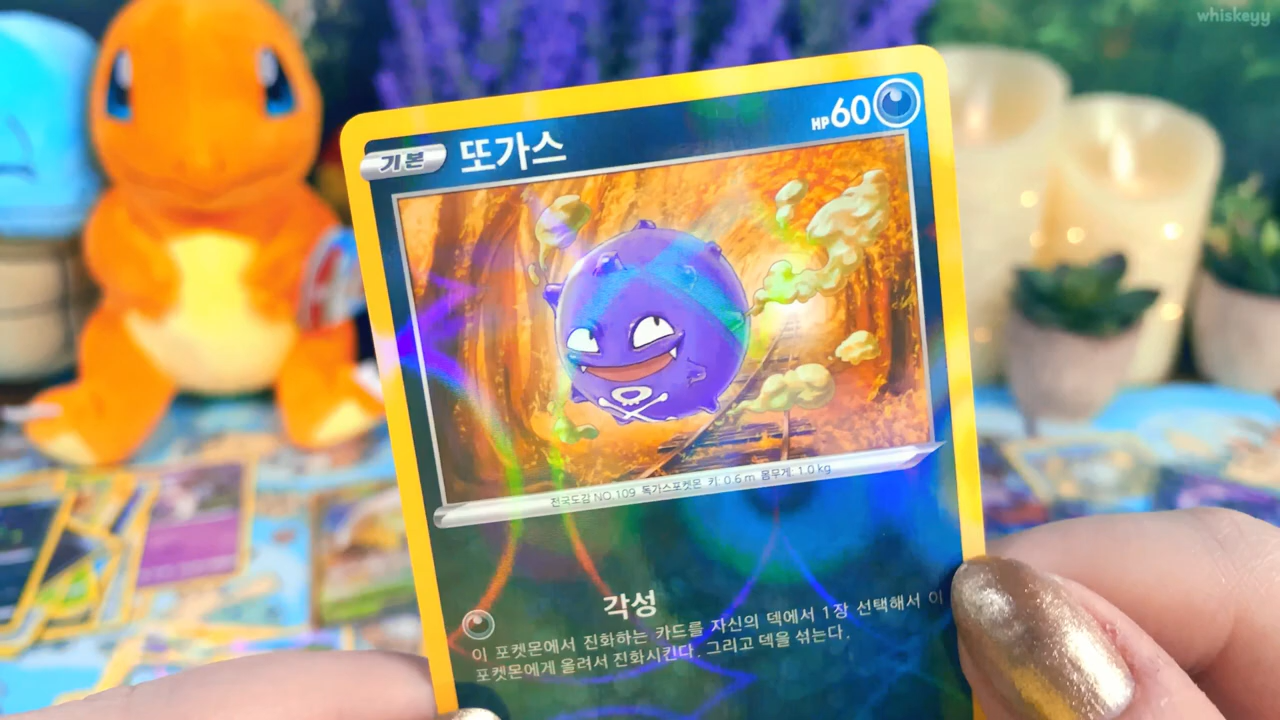 whiskeyy
기본 또가스 HP 60
전국도감 NO.109 독가스포켓몬 키: 0.6 m 몸무게: 1.0 kg
각성
이 포켓몬에서 진화하는 카드를 자신의 덱에서 1장 선택해서 이
포켓몬에게 올려서 진화시킨다. 그리고 덱을 섞는다.